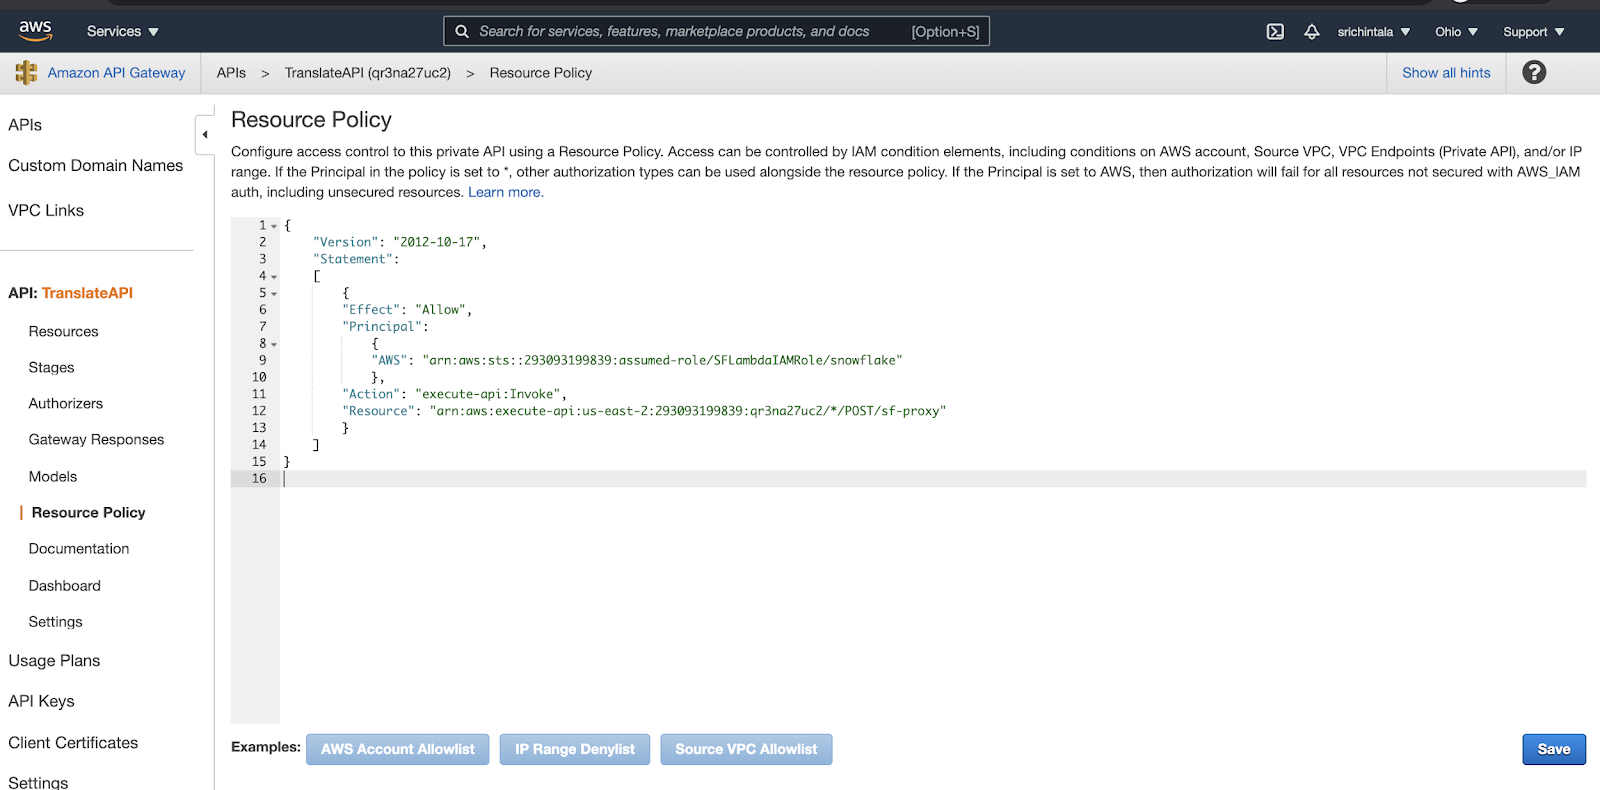 aws Services ▼ Search for services, features, marketplace products, and docs [Option+S] srichintala ▼ Ohio ▼ Support ▼
Amazon API Gateway APIs > TranslateAPI (qr3na27uc2) > Resource Policy Show all hints ?
APIs
Custom Domain Names
VPC Links
API: TranslateAPI
Resources
Stages
Authorizers
Gateway Responses
Models
Resource Policy
Documentation
Dashboard
Settings
Usage Plans
API Keys
Client Certificates
Settings
Resource Policy
Configure access control to this private API using a Resource Policy. Access can be controlled by IAM condition elements, including conditions on AWS account, Source VPC, VPC Endpoints (Private API), and/or IP
range. If the Principal in the policy is set to *, other authorization types can be used alongside the resource policy. If the Principal is set to AWS, then authorization will fail for all resources not secured with AWS_IAM
auth, including unsecured resources. Learn more.
1 {
2 "Version": "2012-10-17",
3 "Statement":
4 [
5 {
6 "Effect": "Allow",
7 "Principal":
8 {
9 "AWS": "arn:aws:sts::293093199839:assumed-role/SFLambdaIAMRole/snowflake"
10 },
11 "Action": "execute-api:Invoke",
12 "Resource": "arn:aws:execute-api:us-east-2:293093199839:qr3na27uc2/*/POST/sf-proxy"
13 }
14 ]
15 }
16
Examples: AWS Account Allowlist IP Range Denylist Source VPC Allowlist Save